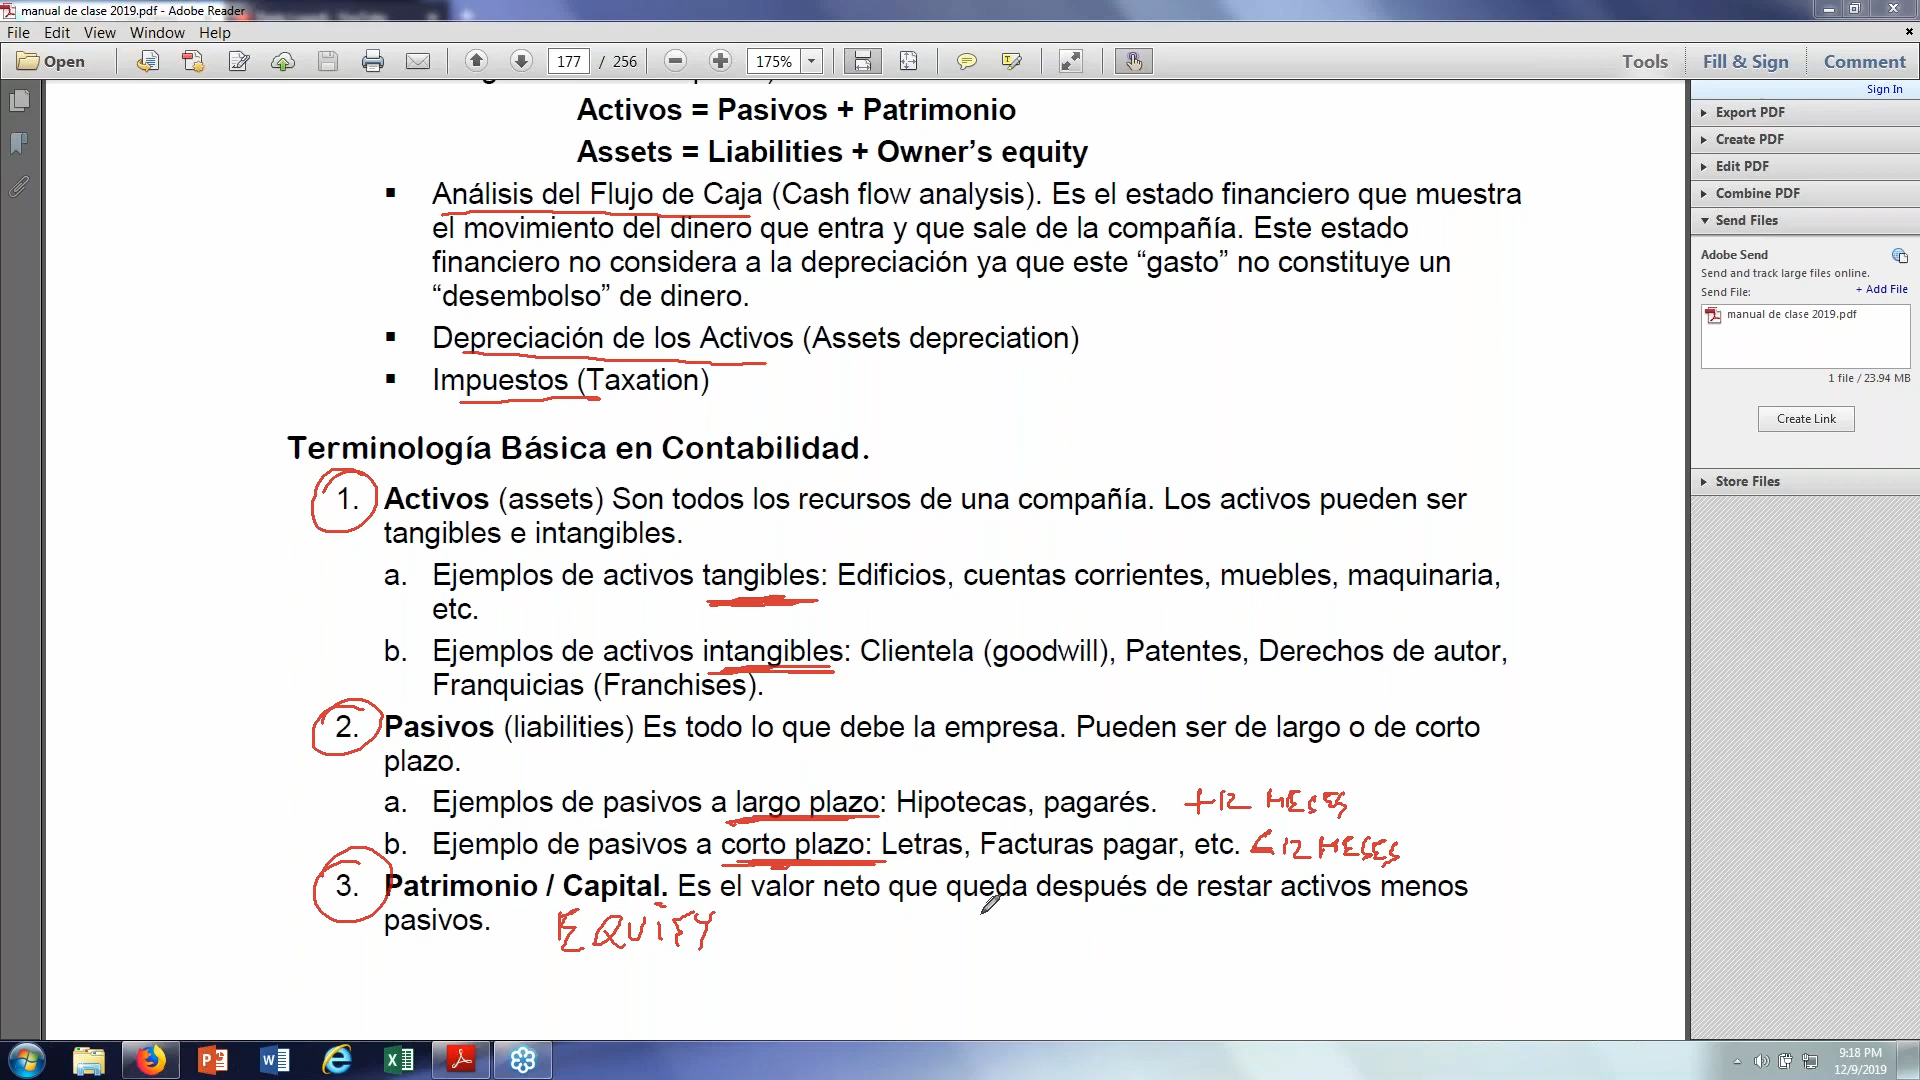 manual de clase 2019.pdf - Adobe Reader
File Edit View Window Help
Open 177 / 256 175% Tools Fill & Sign Comment
Sign In
Activos = Pasivos + Patrimonio
Assets = Liabilities + Owner’s equity
▪ Análisis del Flujo de Caja (Cash flow analysis). Es el estado financiero que muestra
el movimiento del dinero que entra y que sale de la compañía. Este estado
financiero no considera a la depreciación ya que este “gasto” no constituye un
“desembolso” de dinero.
▪ Depreciación de los Activos (Assets depreciation)
▪ Impuestos (Taxation)
Terminología Básica en Contabilidad.
1. Activos (assets) Son todos los recursos de una compañía. Los activos pueden ser
tangibles e intangibles.
a. Ejemplos de activos tangibles: Edificios, cuentas corrientes, muebles, maquinaria,
etc.
b. Ejemplos de activos intangibles: Clientela (goodwill), Patentes, Derechos de autor,
Franquicias (Franchises).
2. Pasivos (liabilities) Es todo lo que debe la empresa. Pueden ser de largo o de corto
plazo.
a. Ejemplos de pasivos a largo plazo: Hipotecas, pagarés. +12 MESES
b. Ejemplo de pasivos a corto plazo: Letras, Facturas pagar, etc. <12 MESES
3. Patrimonio / Capital. Es el valor neto que queda después de restar activos menos
pasivos. EQUITY
Export PDF
Create PDF
Edit PDF
Combine PDF
Send Files
Adobe Send
Send and track large files online.
Send File: + Add File
manual de clase 2019.pdf
1 file / 23.94 MB
Create Link
Store Files
9:18 PM
12/9/2019